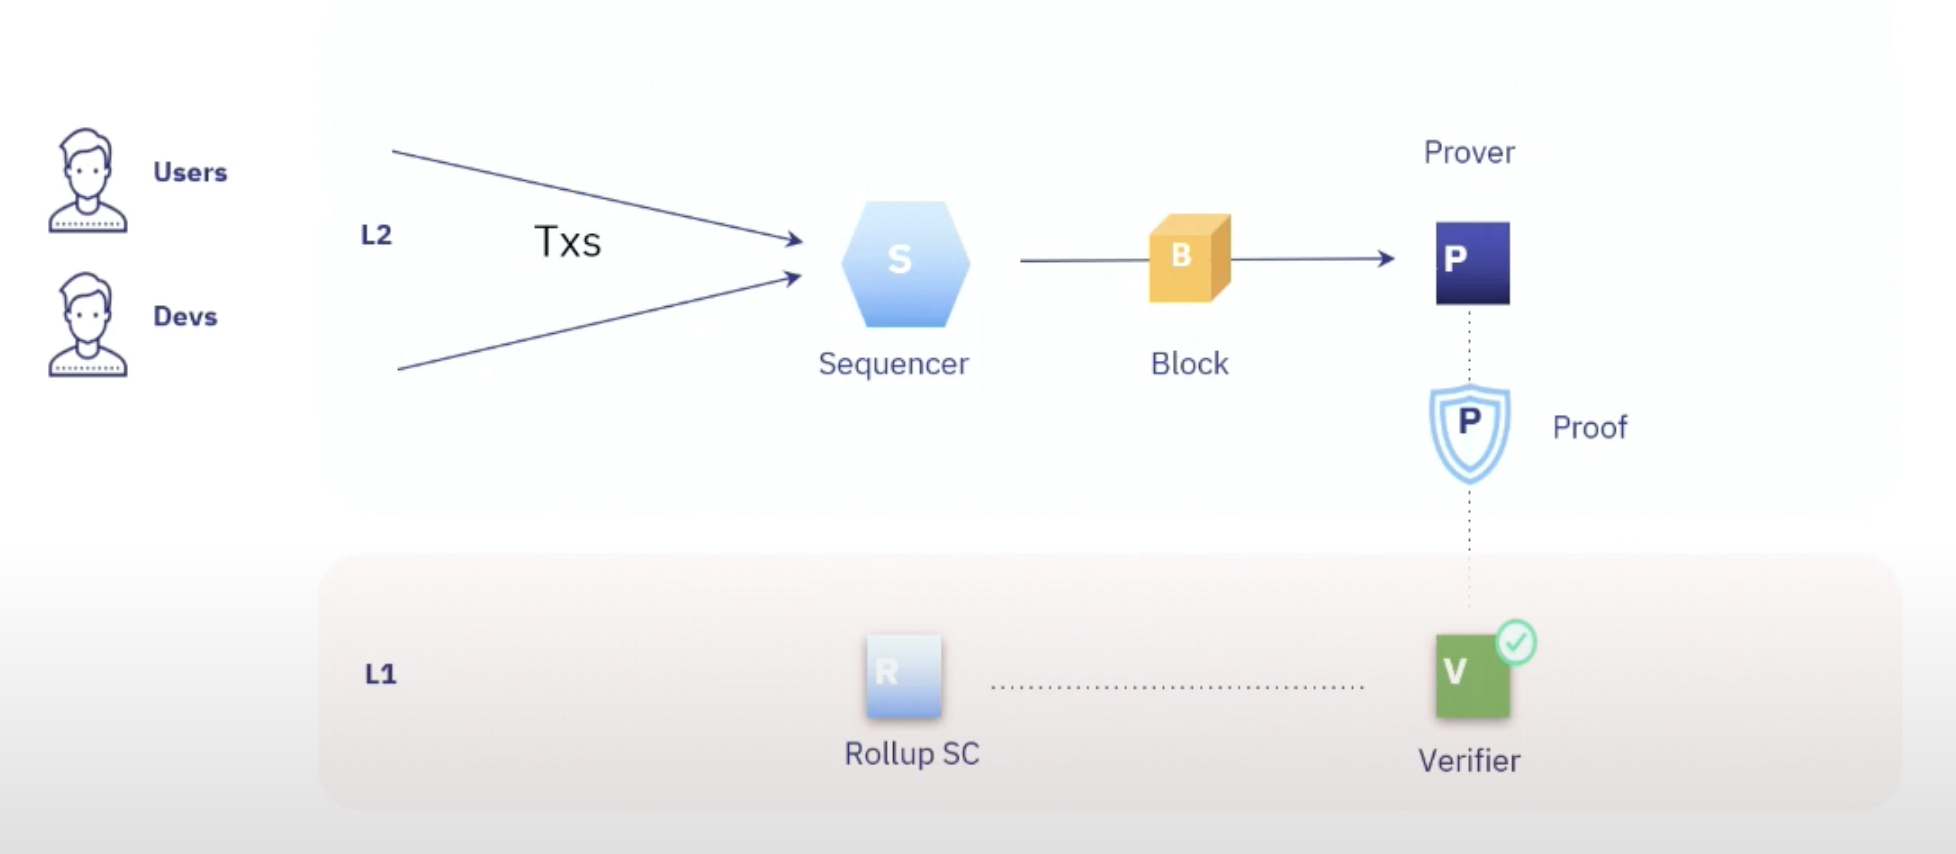 Users
Devs
L2
Txs
S
Sequencer
B
Block
Prover
P
P
Proof
L1
R
Rollup SC
V
Verifier